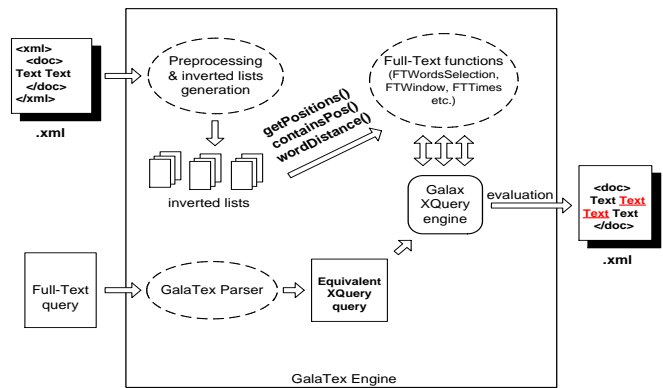 <xml>
<doc>
Text Text
</doc>
</xml>
.xml
Preprocessing
& inverted lists
generation
inverted lists
getPositions()
containsPos()
wordDistance()
Full-Text functions
(FTWordsSelection,
FTWindow, FTTimes
etc.)
Galax
XQuery
engine
evaluation
<doc>
Text Text
Text Text
</doc>
.xml
Full-Text
query
GalaTex Parser
Equivalent
XQuery
query
GalaTex Engine